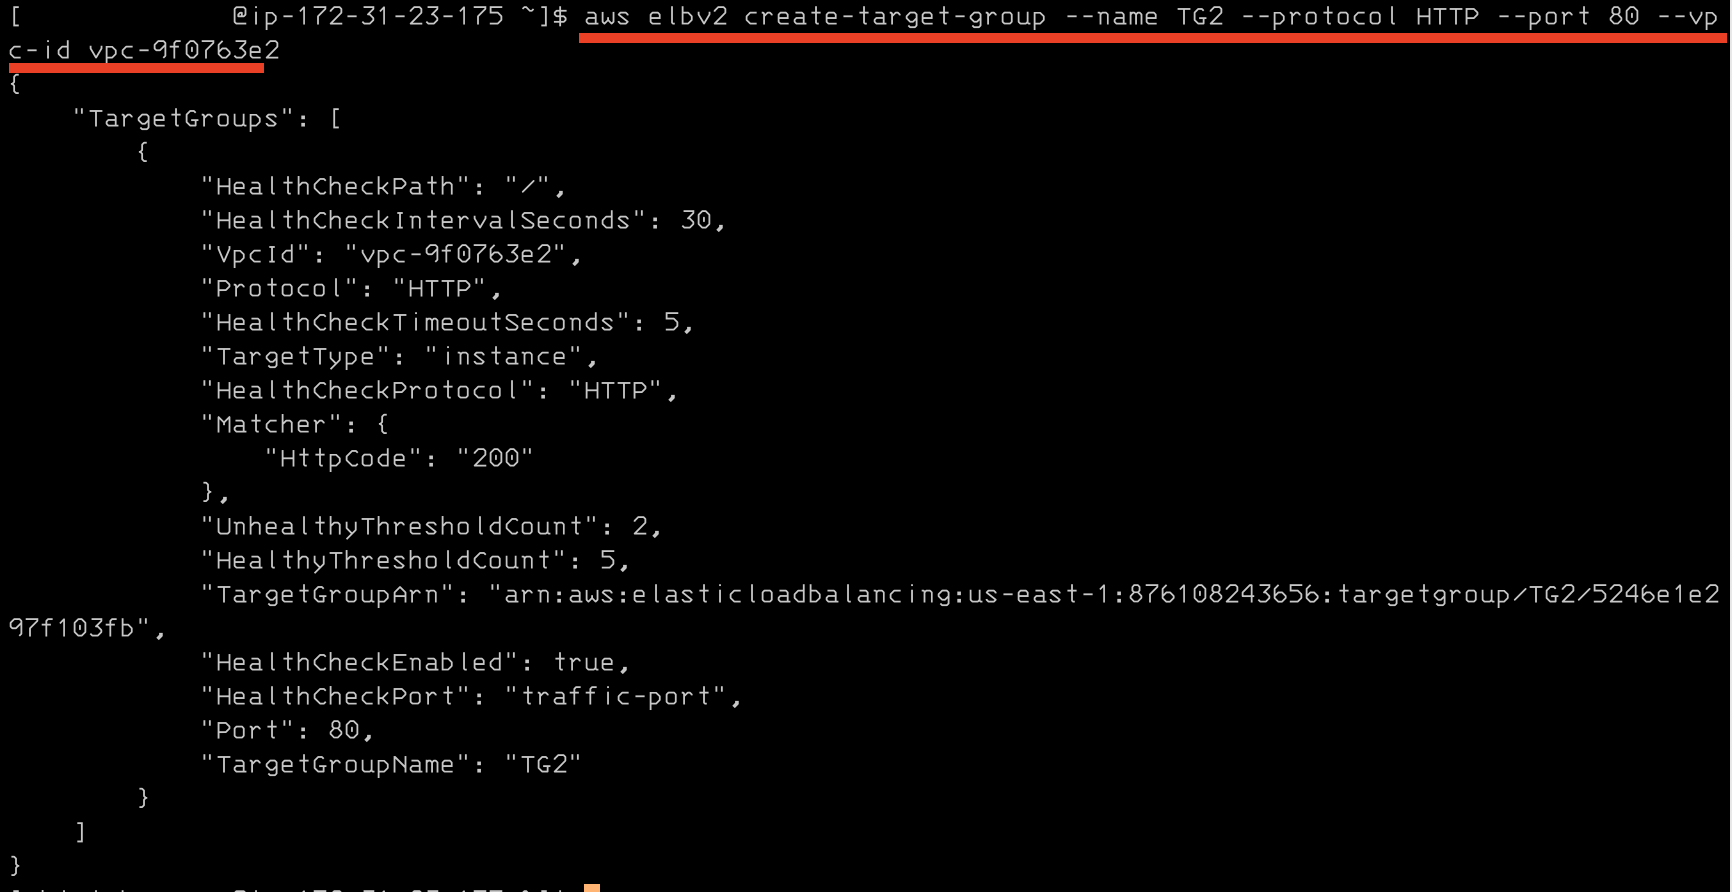 [ @ip-172-31-23-175 ~]$ aws elbv2 create-target-group --name TG2 --protocol HTTP --port 80 --vp
c-id vpc-9f0763e2
{
    "TargetGroups": [
        {
            "HealthCheckPath": "/",
            "HealthCheckIntervalSeconds": 30,
            "VpcId": "vpc-9f0763e2",
            "Protocol": "HTTP",
            "HealthCheckTimeoutSeconds": 5,
            "TargetType": "instance",
            "HealthCheckProtocol": "HTTP",
            "Matcher": {
                "HttpCode": "200"
            },
            "UnhealthyThresholdCount": 2,
            "HealthyThresholdCount": 5,
            "TargetGroupArn": "arn:aws:elasticloadbalancing:us-east-1:876108243656:targetgroup/TG2/5246e1e2
97f103fb",
            "HealthCheckEnabled": true,
            "HealthCheckPort": "traffic-port",
            "Port": 80,
            "TargetGroupName": "TG2"
        }
    ]
}